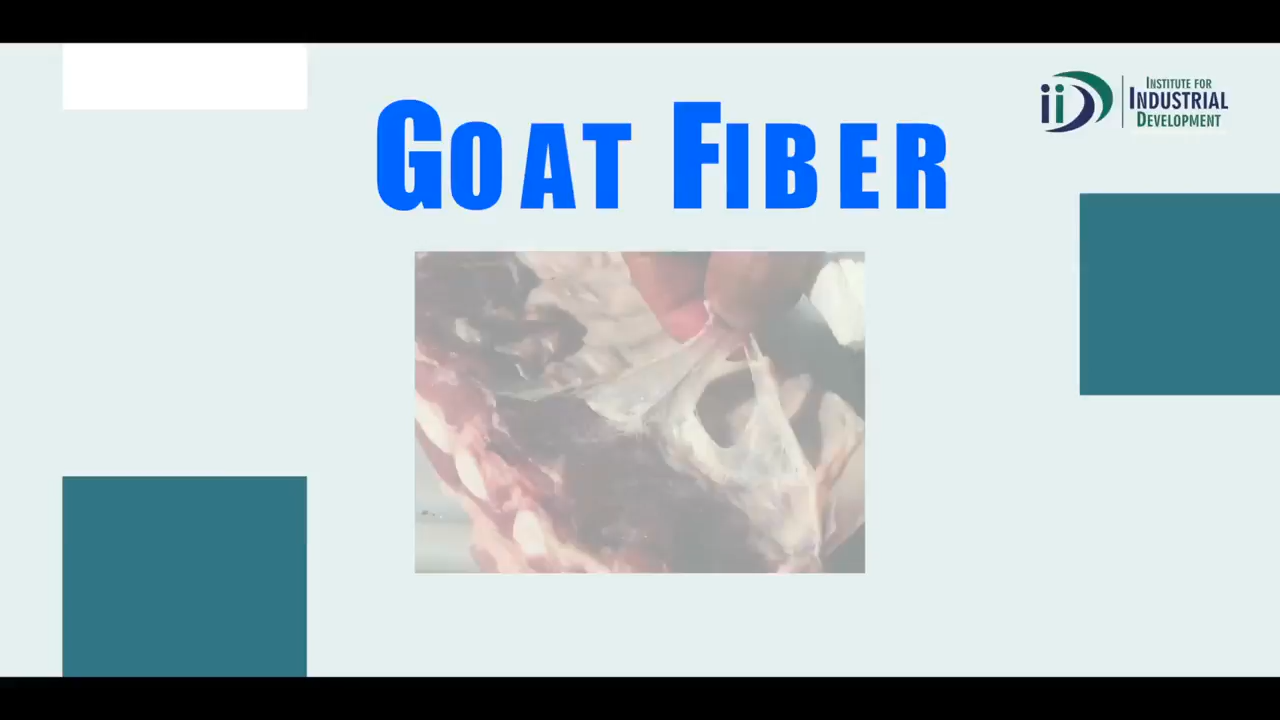 GOAT FIBER
iiD
INSTITUTE FOR
INDUSTRIAL
DEVELOPMENT